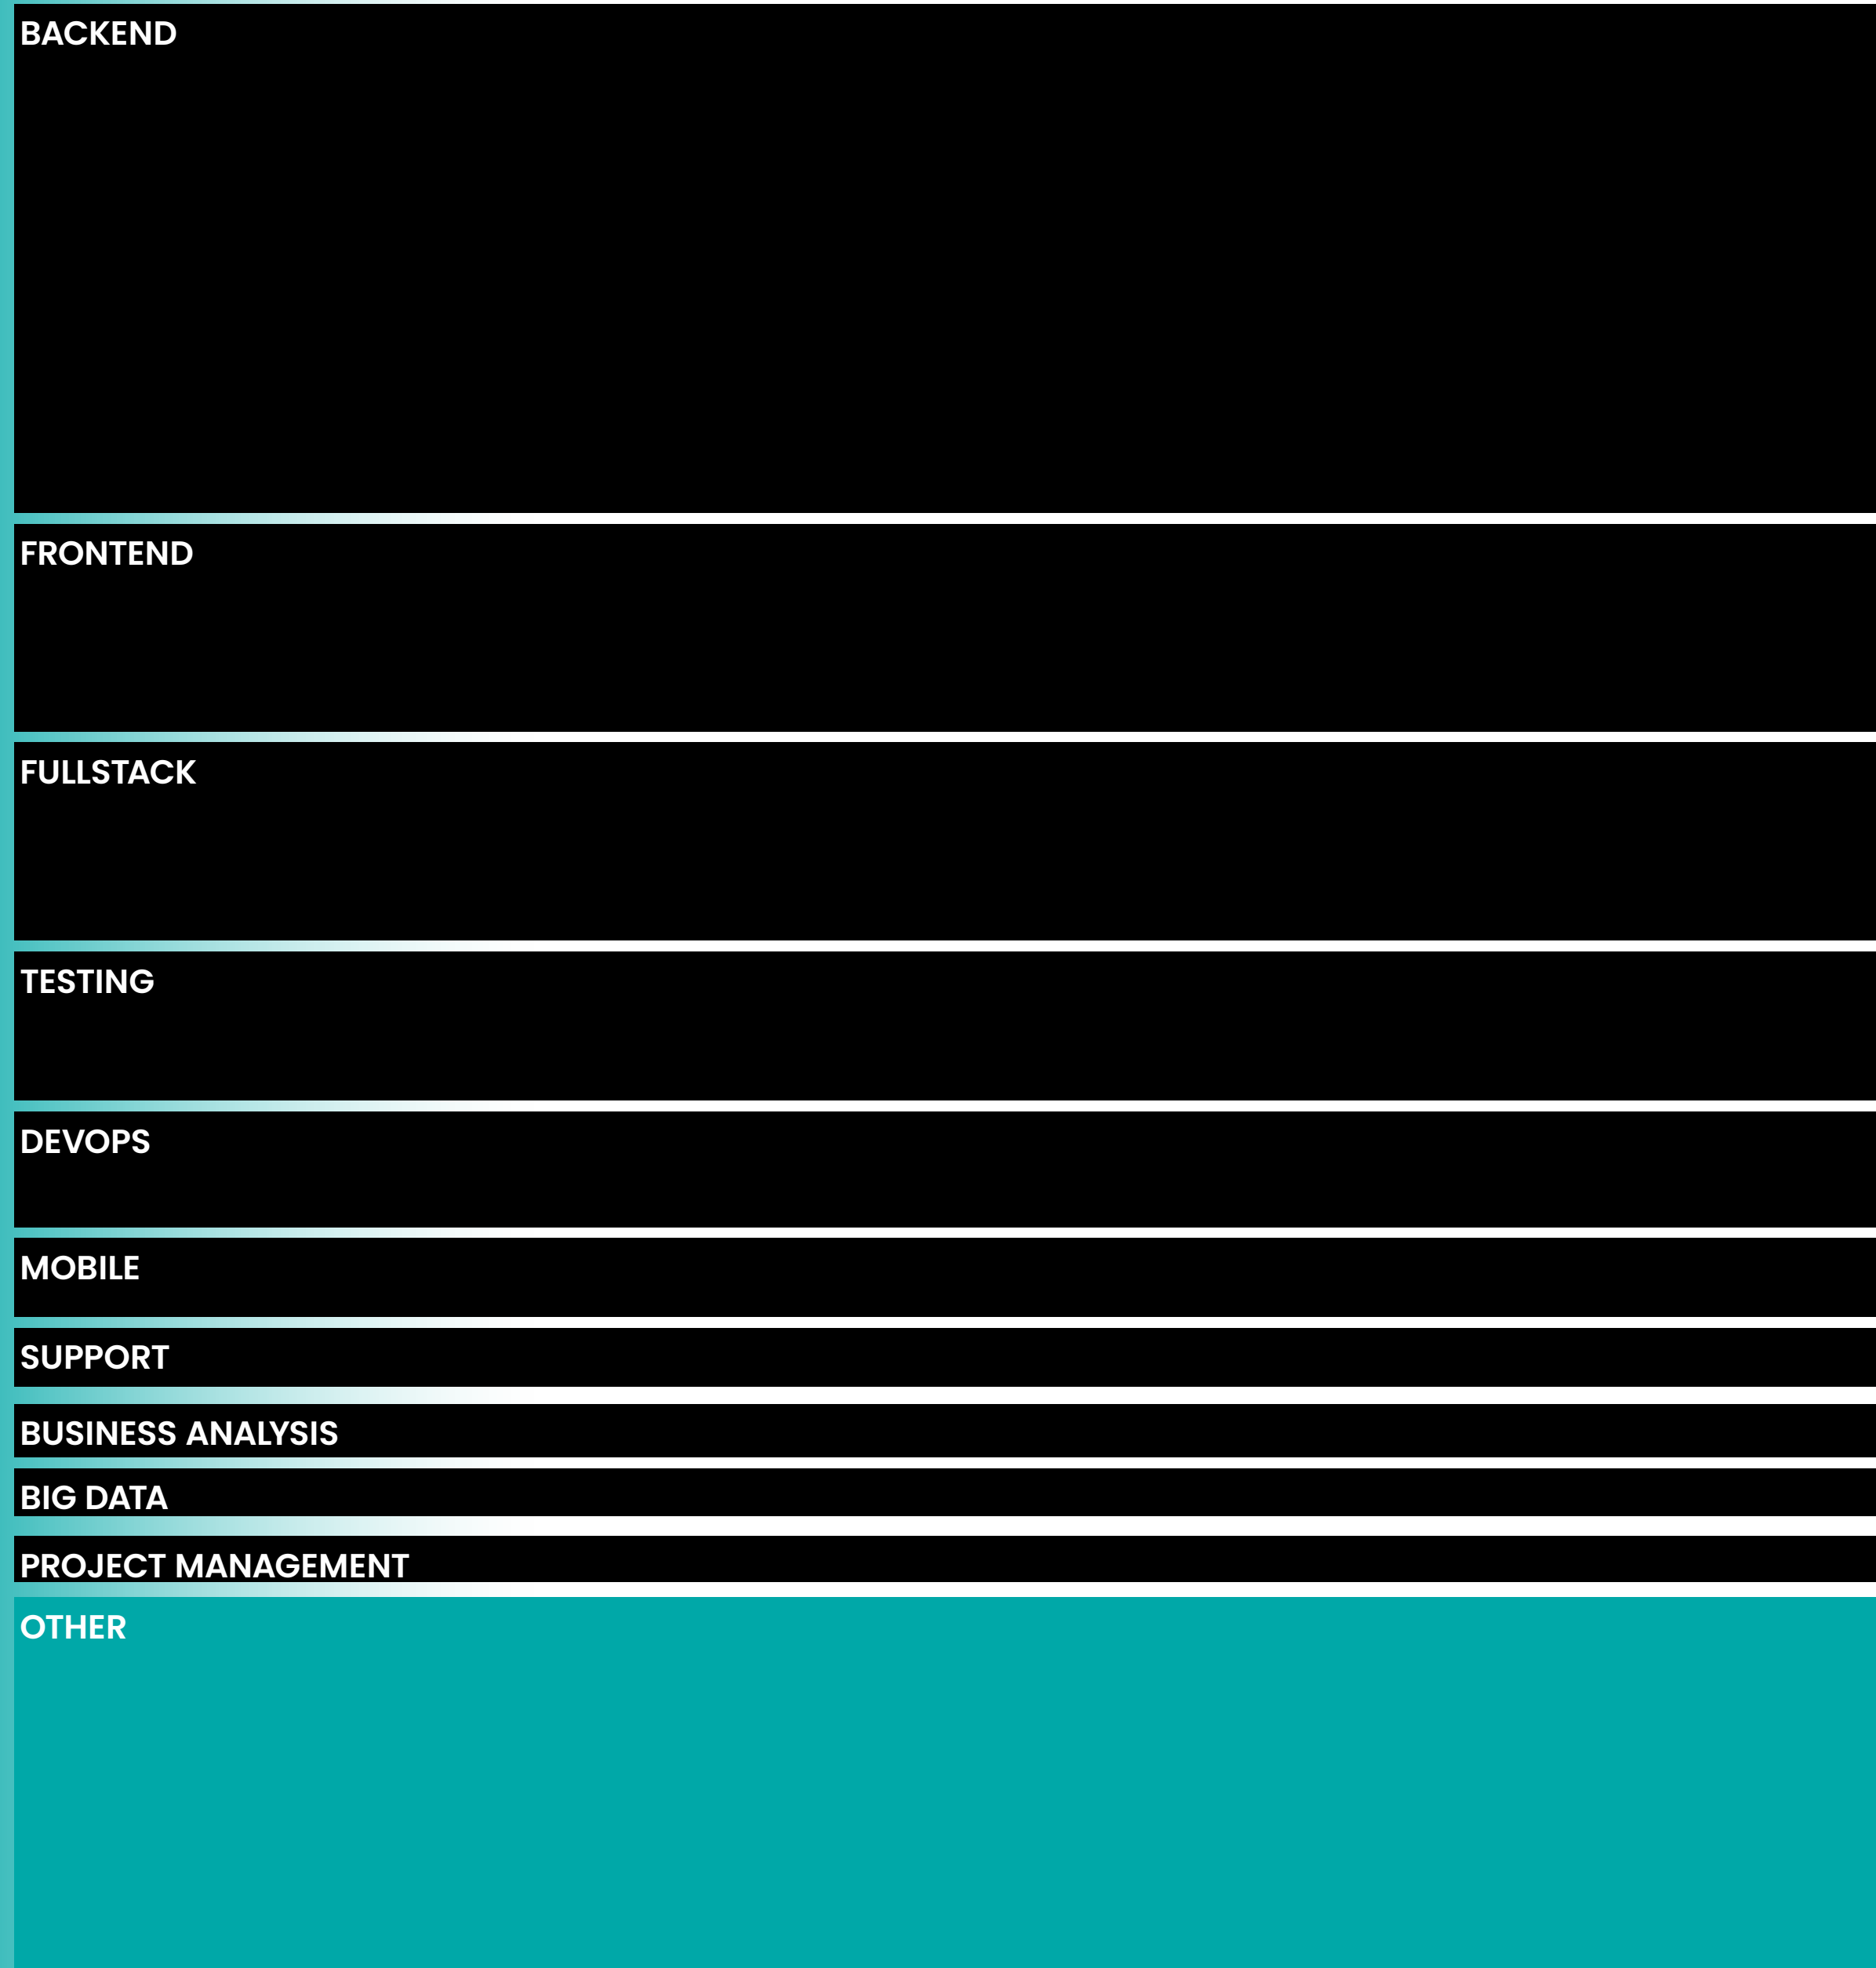 BACKEND
FRONTEND
FULLSTACK
TESTING
DEVOPS
MOBILE
SUPPORT
BUSINESS ANALYSIS
BIG DATA
PROJECT MANAGEMENT
OTHER